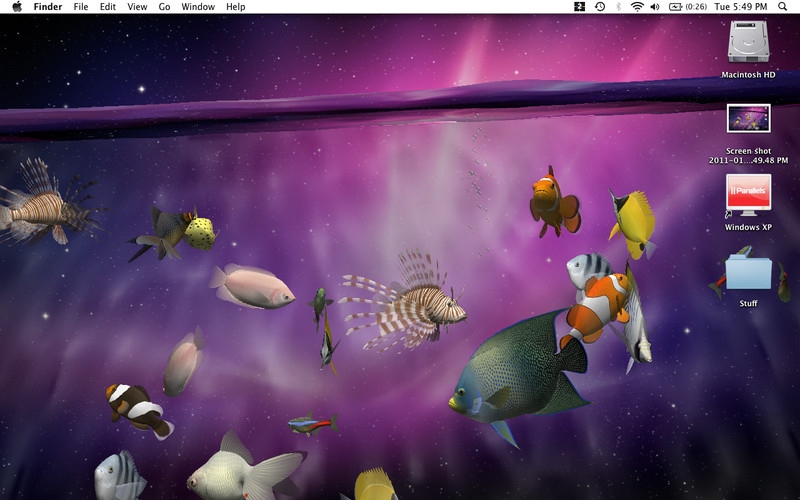 Finder File Edit View Go Window Help 2 (0:26) Tue 5:49 PM
Macintosh HD
Screen shot
2011-01....49.48 PM
Parallels
Windows XP
Stuff